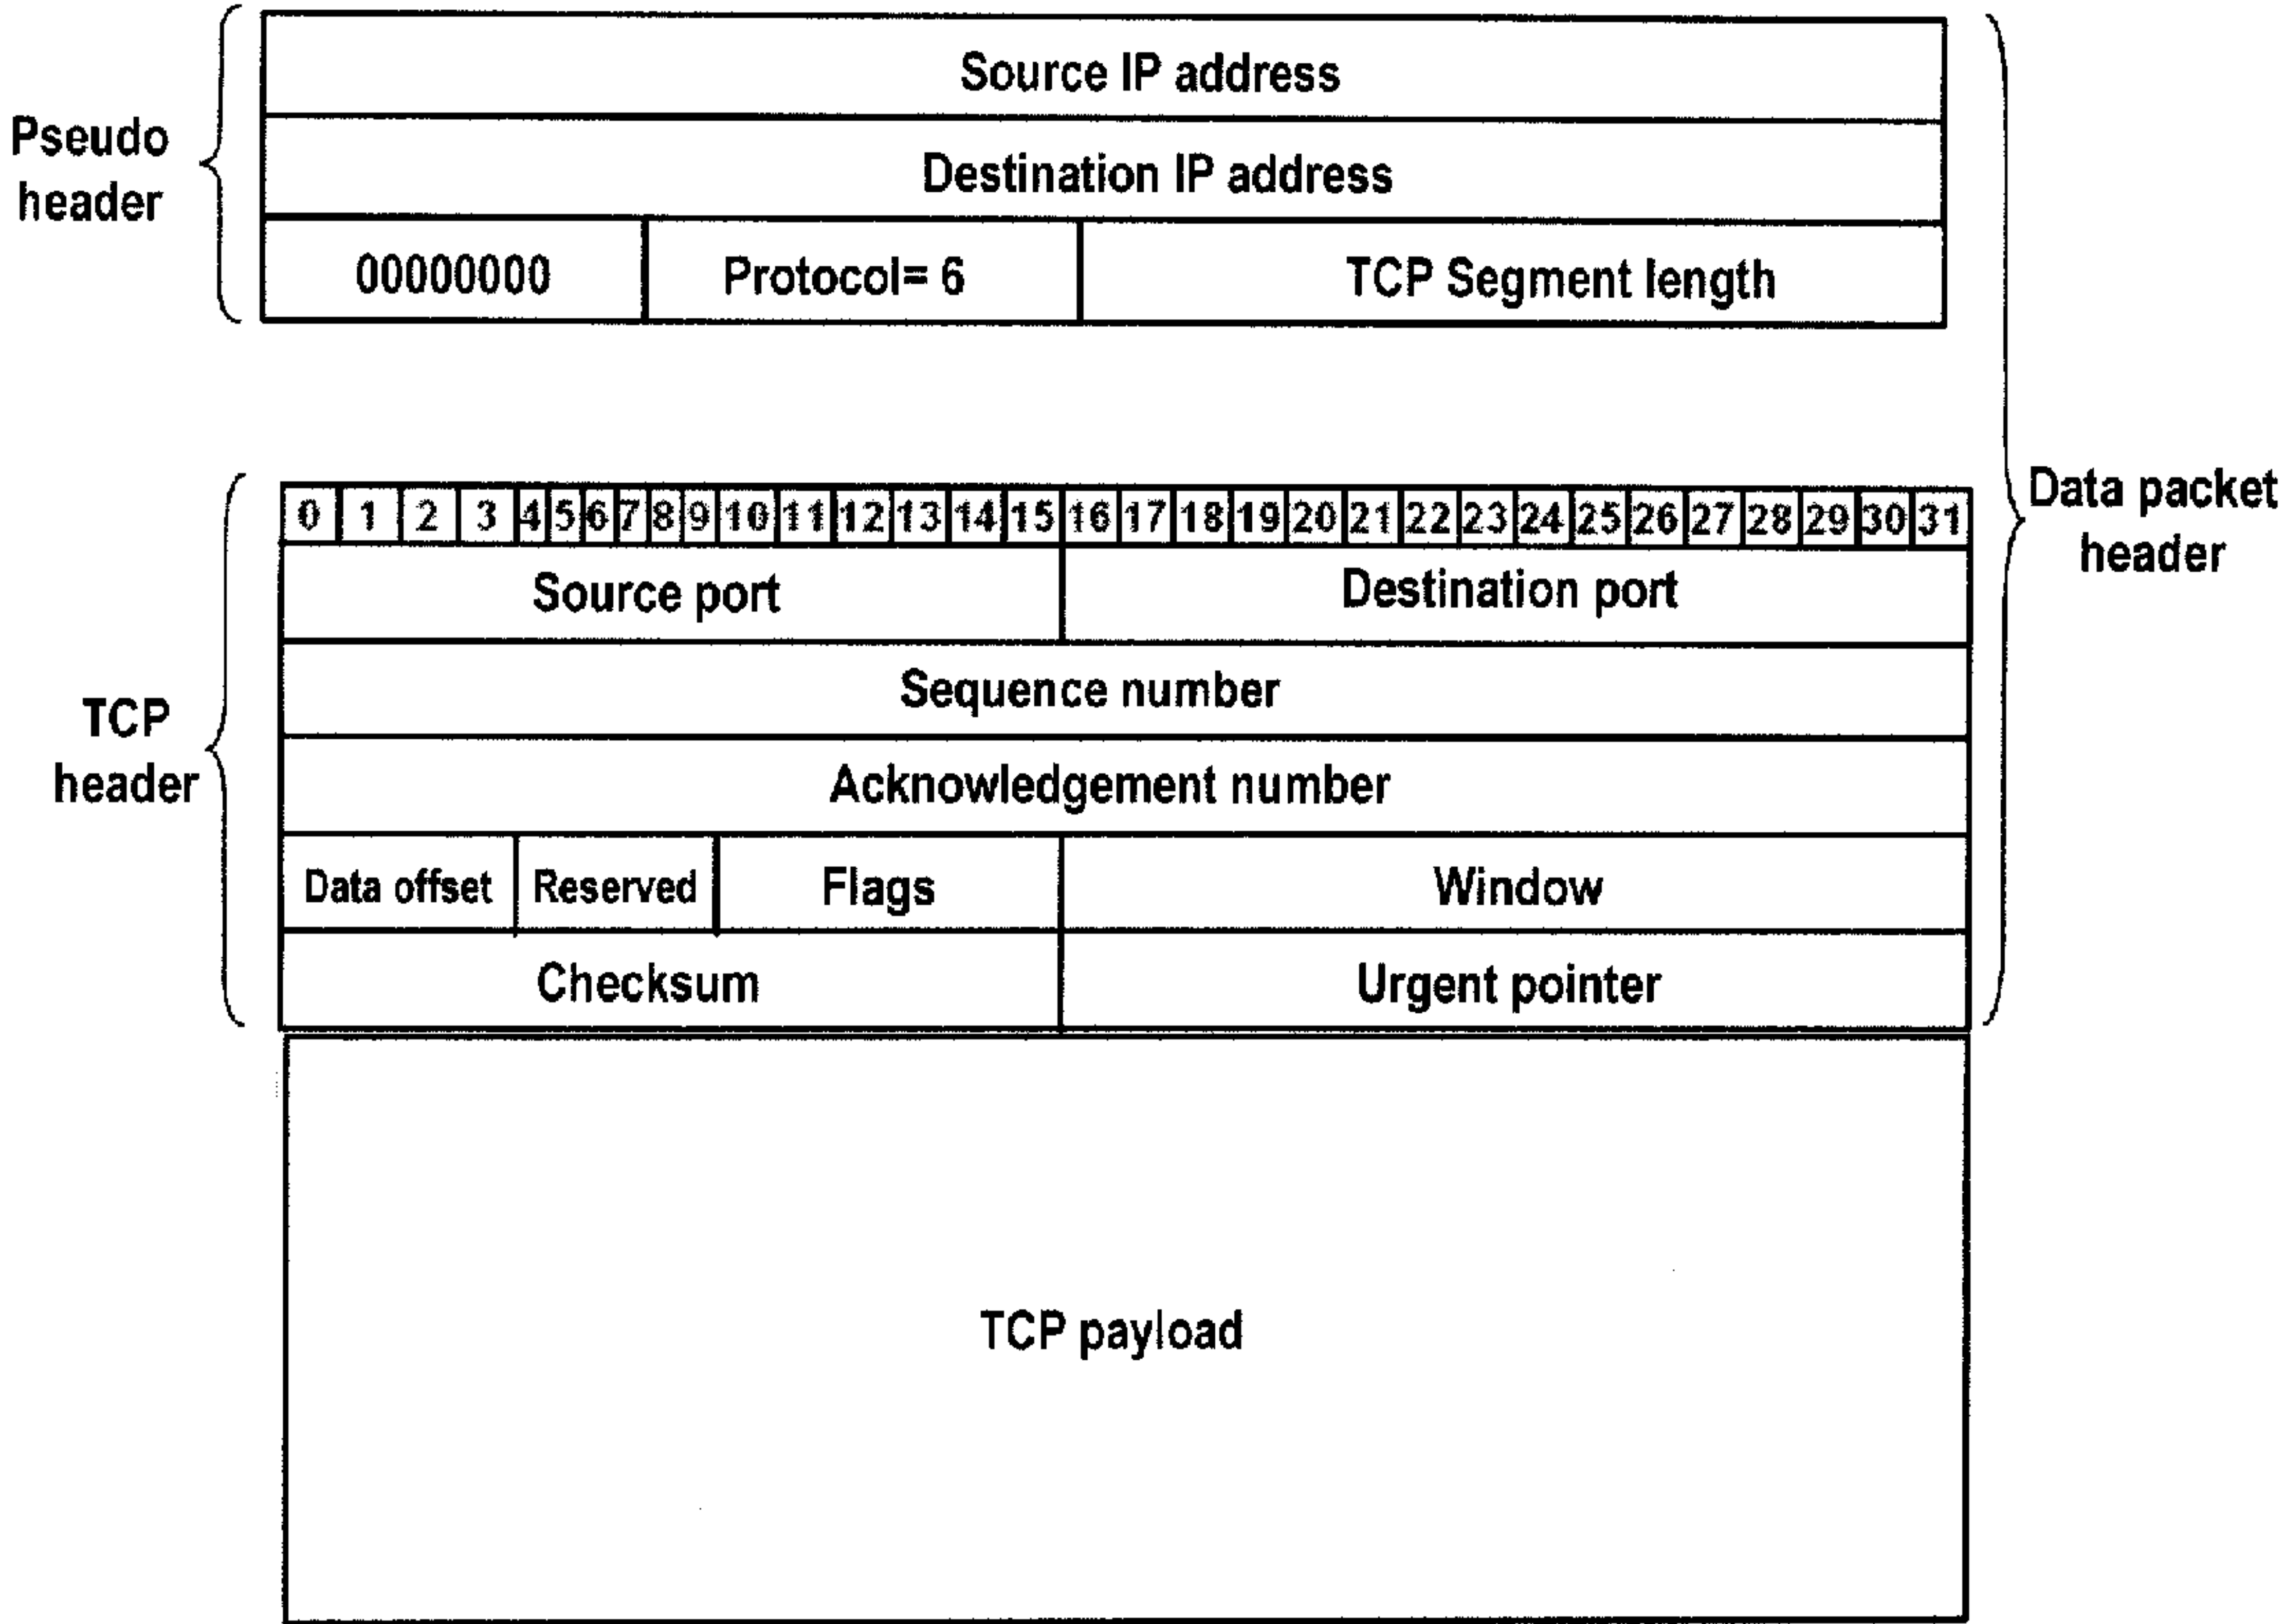 Source IP address
Pseudo
header
Destination IP address
00000000 Protocol= 6 TCP Segment length
Data packet
header
0 1 2 3 4 5 6 7 8 9 10 11 12 13 14 15 16 17 18 19 20 21 22 23 24 25 26 27 28 29 30 31
Source port Destination port
Sequence number
TCP
header
Acknowledgement number
Data offset Reserved Flags Window
Checksum Urgent pointer
TCP payload